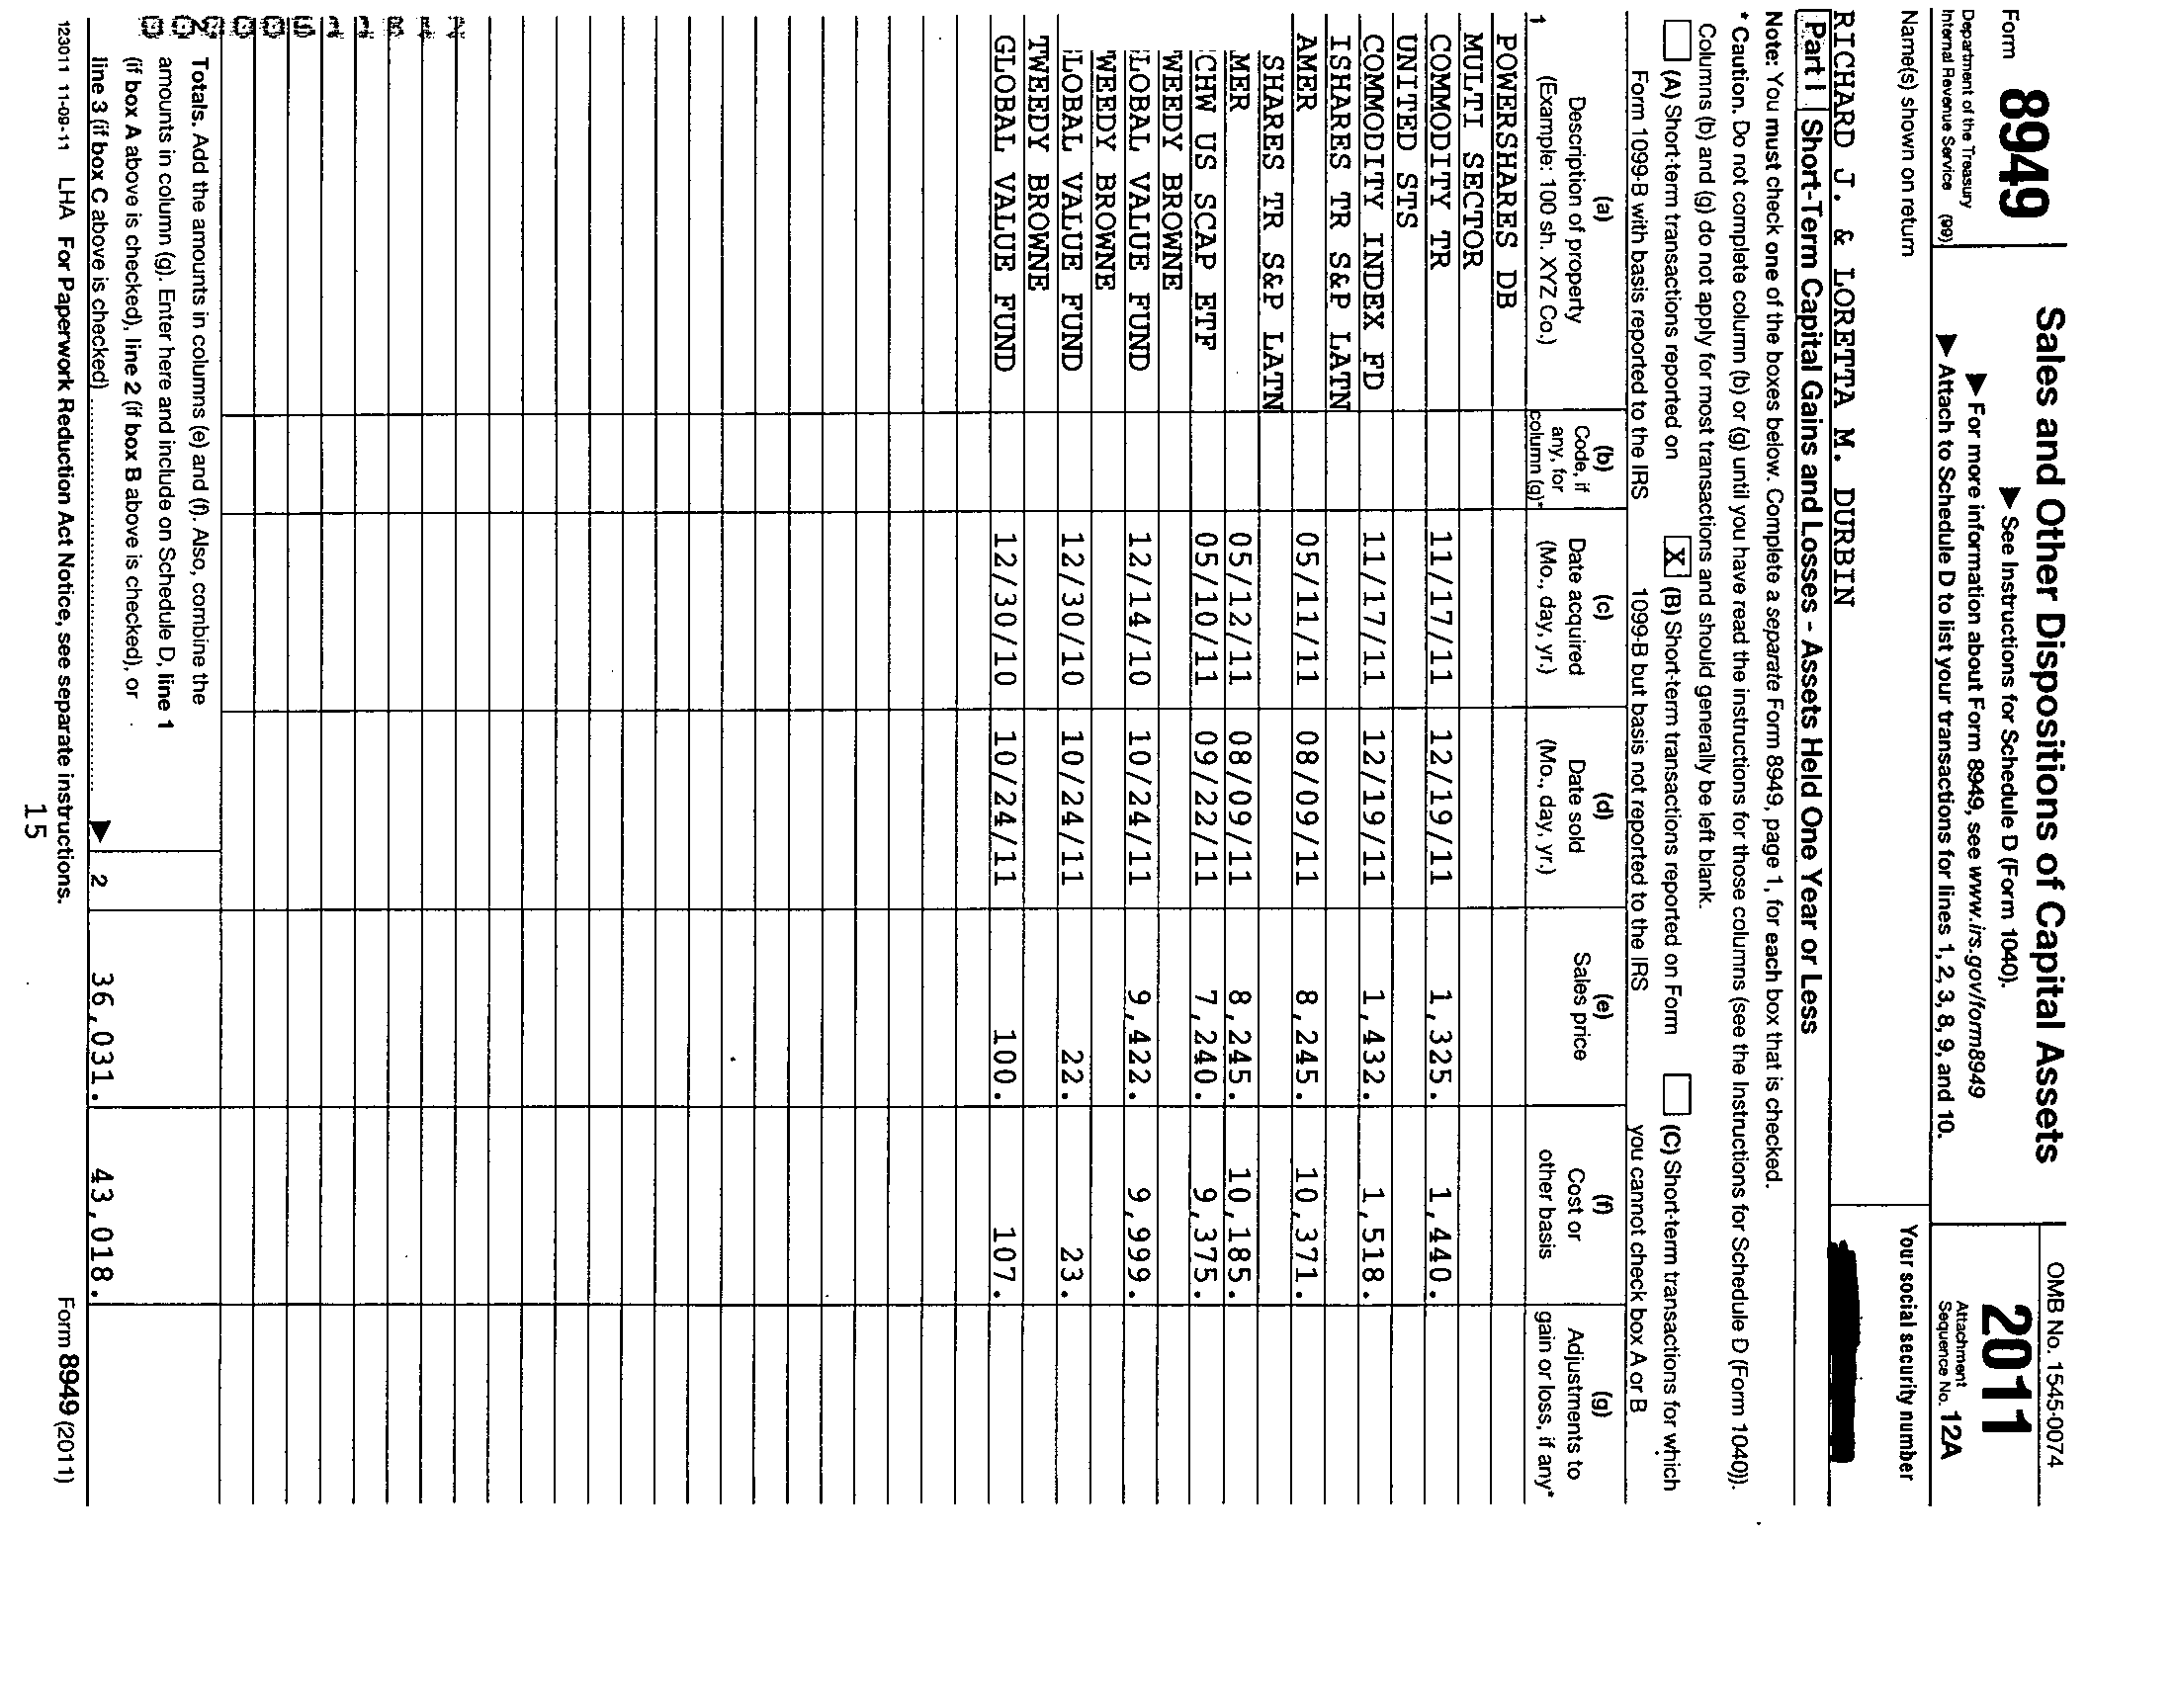 Form 8949
Department of the Treasury
Internal Revenue Service (99)
Sales and Other Dispositions of Capital Assets
▶ See Instructions for Schedule D (Form 1040).
▶ For more information about Form 8949, see www.irs.gov/form8949
▶ Attach to Schedule D to list your transactions for lines 1, 2, 3, 8, 9, and 10.
OMB No. 1545-0074
2011
Attachment
Sequence No. 12A
Name(s) shown on return
Your social security number
RICHARD J. & LORETTA M. DURBIN
Part I Short-Term Capital Gains and Losses - Assets Held One Year or Less
Note: You must check one of the boxes below. Complete a separate Form 8949, page 1, for each box that is checked.
* Caution. Do not complete column (b) or (g) until you have read the instructions for those columns (see the Instructions for Schedule D (Form 1040)).
Columns (b) and (g) do not apply for most transactions and should generally be left blank.
(A) Short-term transactions reported on
Form 1099-B with basis reported to the IRS
X (B) Short-term transactions reported on Form
1099-B but basis not reported to the IRS
(C) Short-term transactions for which
you cannot check box A or B
1 (a) Description of property (Example: 100 sh. XYZ Co.)
(b) Code, if any, for column (g)*
(c) Date acquired (Mo., day, yr.)
(d) Date sold (Mo., day, yr.)
(e) Sales price
(f) Cost or other basis
(g) Adjustments to gain or loss, if any*
POWERSHARES DB
MULTI SECTOR
COMMODITY TR 11/17/11 12/19/11 1,325. 1,440.
UNITED STS
COMMODITY INDEX FD 11/17/11 12/19/11 1,432. 1,518.
ISHARES TR S&P LATN
AMER 05/11/11 08/09/11 8,245. 10,371.
SHARES TR S&P LATN
MER 05/12/11 08/09/11 8,245. 10,185.
CHW US SCAP ETF 05/10/11 09/22/11 7,240. 9,375.
WEEDY BROWNE
LOBAL VALUE FUND 12/14/10 10/24/11 9,422. 9,999.
WEEDY BROWNE
LOBAL VALUE FUND 12/30/10 10/24/11 22. 23.
TWEEDY BROWNE
GLOBAL VALUE FUND 12/30/10 10/24/11 100. 107.
2 Totals. Add the amounts in columns (e) and (f). Also, combine the
amounts in column (g). Enter here and include on Schedule D, line 1
(if box A above is checked), line 2 (if box B above is checked), or
line 3 (if box C above is checked) ▶ 2 36,031. 43,018.
123011 11-09-11 LHA For Paperwork Reduction Act Notice, see separate instructions.
Form 8949 (2011)
15